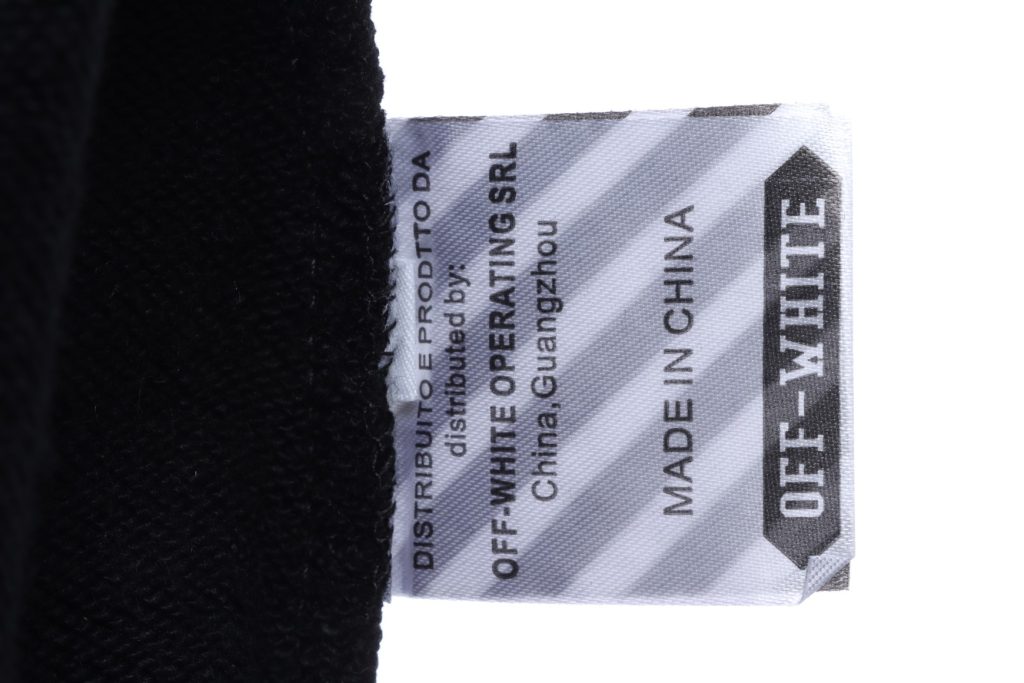 DISTRIBUITO E PRODTTO DA
distributed by:
OFF-WHITE OPERATING SRL
China,Guangzhou
MADE IN CHINA
OFF-WHITE